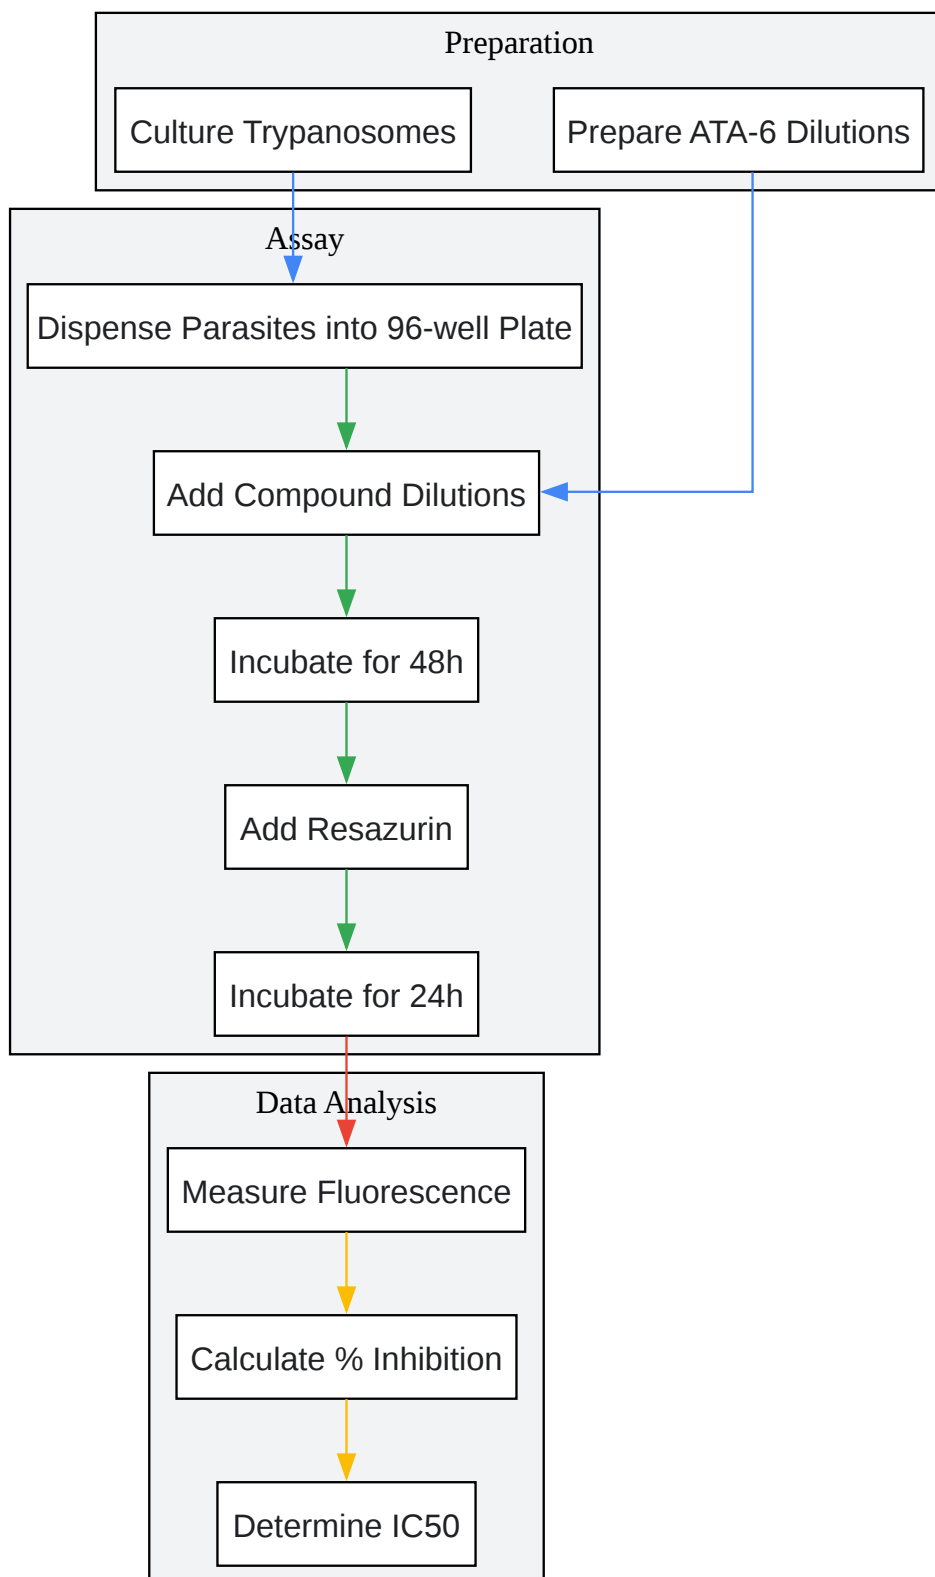 Preparation
Culture Trypanosomes
Prepare ATA-6 Dilutions
Assay
Dispense Parasites into 96-well Plate
Add Compound Dilutions
Incubate for 48h
Add Resazurin
Incubate for 24h
Data Analysis
Measure Fluorescence
Calculate % Inhibition
Determine IC50